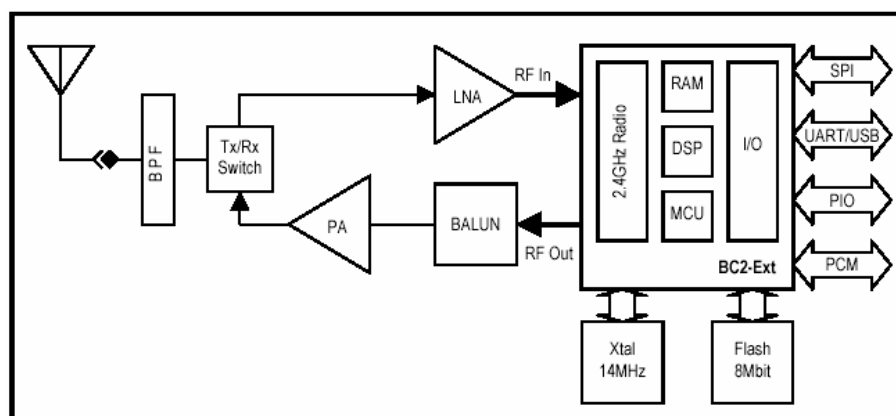 BPF
Tx/Rx
Switch
LNA
RF In
PA
BALUN
RF Out
2.4GHz Radio
RAM
DSP
MCU
I/O
BC2-Ext
SPI
UART/USB
PIO
PCM
Xtal
14MHz
Flash
8Mbit